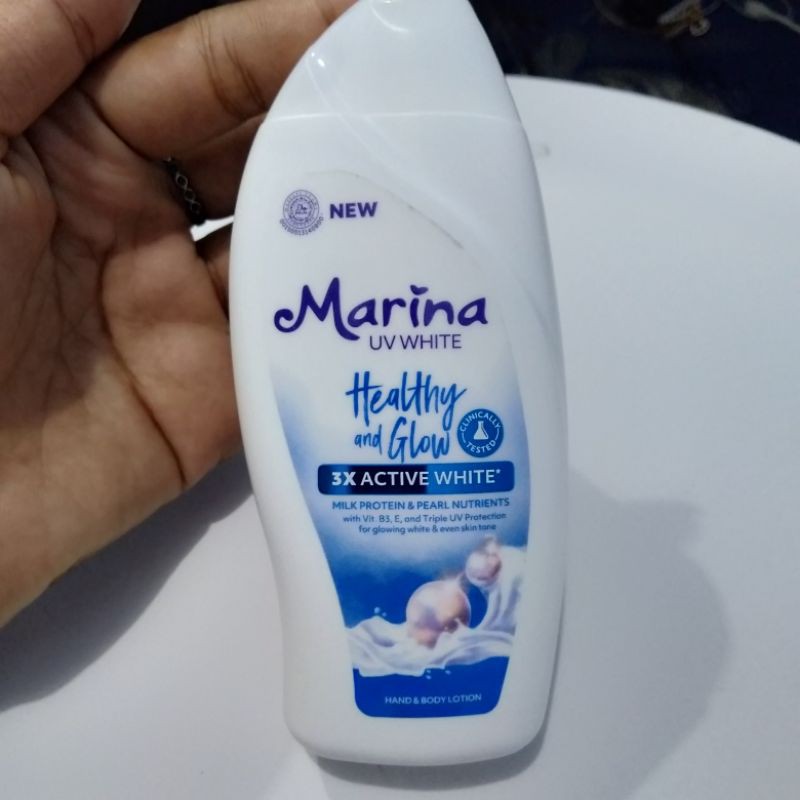 NEW
Marina
UV WHITE
Healthy
and Glow
CLINICALLY
TESTED
3X ACTIVE WHITE*
MILK PROTEIN & PEARL NUTRIENTS
with Vit B3, E, and Triple UV Protection
for glowing white & even skin tone
HAND & BODY LOTION